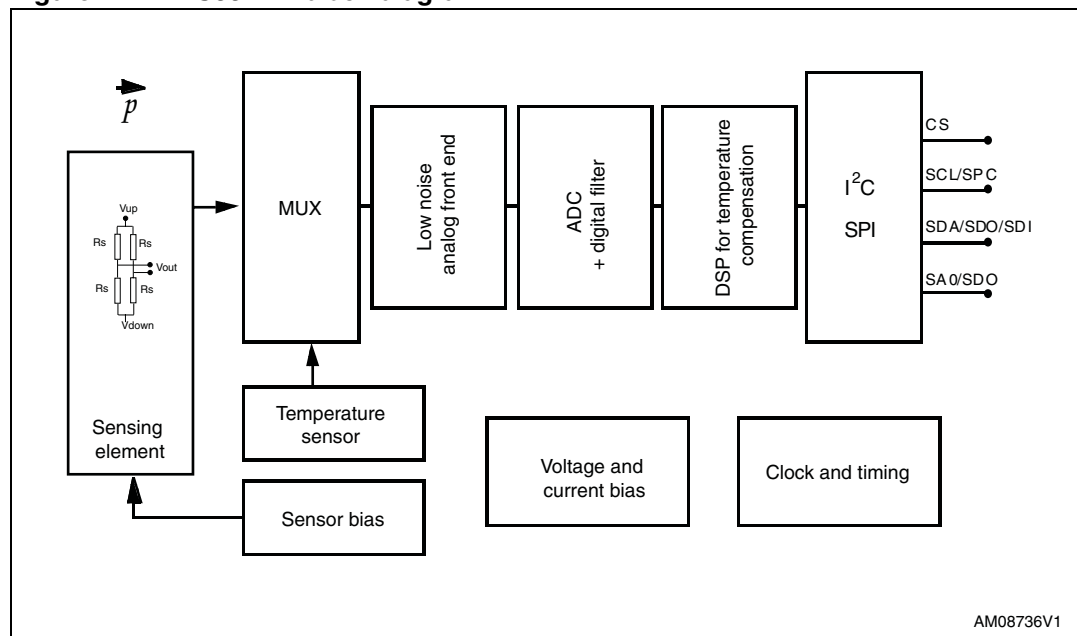 p
Vup
Rs
Rs
Vout
Rs
Rs
Vdown
Sensing
element
MUX
Low noise
analog front end
ADC
+ digital filter
DSP for temperature
compensation
I²C
SPI
CS
SCL/SPC
SDA/SDO/SDI
SA0/SDO
Temperature
sensor
Sensor bias
Voltage and
current bias
Clock and timing
AM08736V1